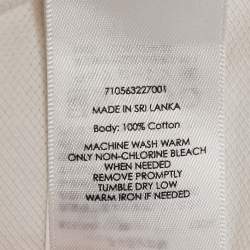 710563227001
MADE IN SRI LANKA
Body: 100% Cotton
MACHINE WASH WARM
ONLY NON-CHLORINE BLEACH
WHEN NEEDED
REMOVE PROMPTLY
TUMBLE DRY LOW
WARM IRON IF NEEDED